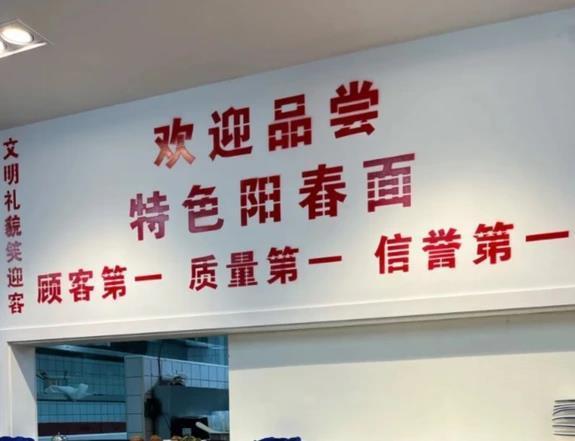 欢迎品尝
特色阳春面
顾客第一 质量第一 信誉第一
文明礼貌笑迎客